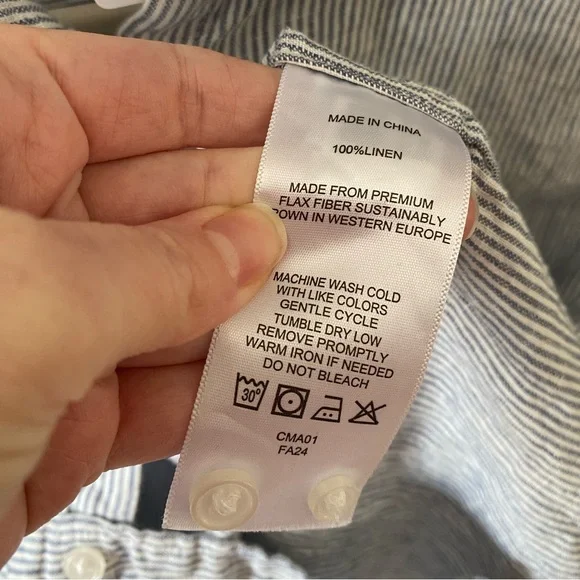 MADE IN CHINA
100%LINEN
MADE FROM PREMIUM
FLAX FIBER SUSTAINABLY
IN WESTERN EUROPE
MACHINE WASH COLD
WITH LIKE COLORS
GENTLE CYCLE
TUMBLE DRY LOW
REMOVE PROMPTLY
WARM IRON IF NEEDED
DO NOT BLEACH
30°
CMA01
FA24